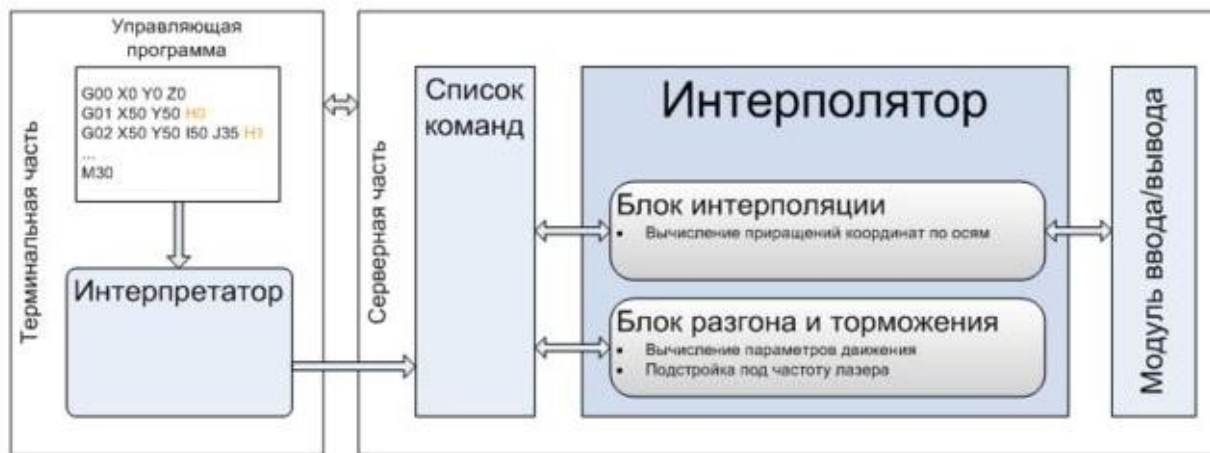 Терминальная часть
Управляющая
программа
G00 X0 Y0 Z0
G01 X50 Y50 H0
G02 X50 Y50 I50 J35 H1
...
M30
Интерпретатор
Серверная часть
Список
команд
Интерполятор
Блок интерполяции
• Вычисление приращений координат по осям
Блок разгона и торможения
• Вычисление параметров движения
• Подстройка под частоту лазера
Модуль ввода/вывода